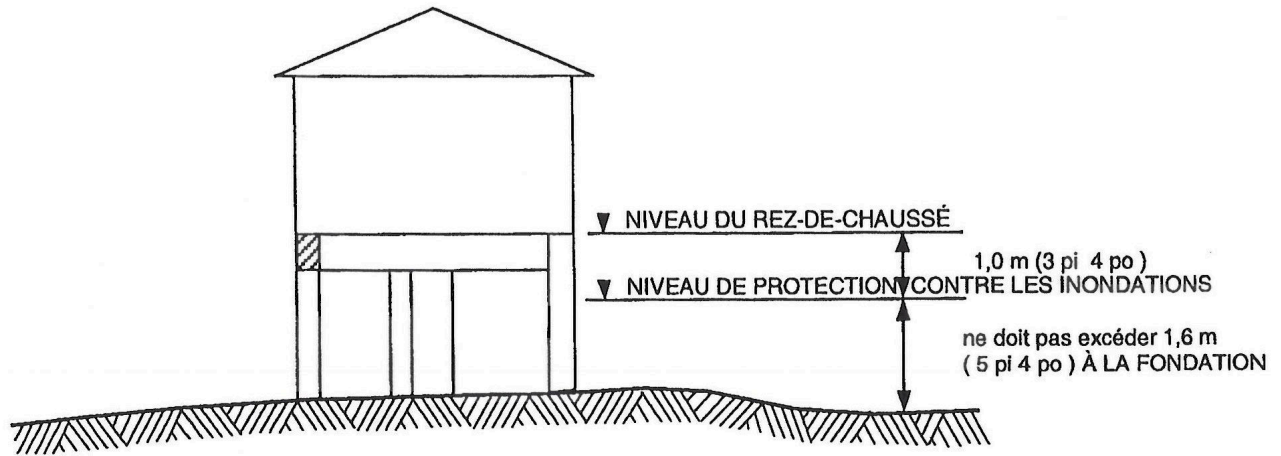 NIVEAU DU REZ-DE-CHAUSSÉ
1,0 m (3 pi 4 po )
NIVEAU DE PROTECTION CONTRE LES INONDATIONS
ne doit pas excéder 1,6 m
( 5 pi 4 po ) À LA FONDATION